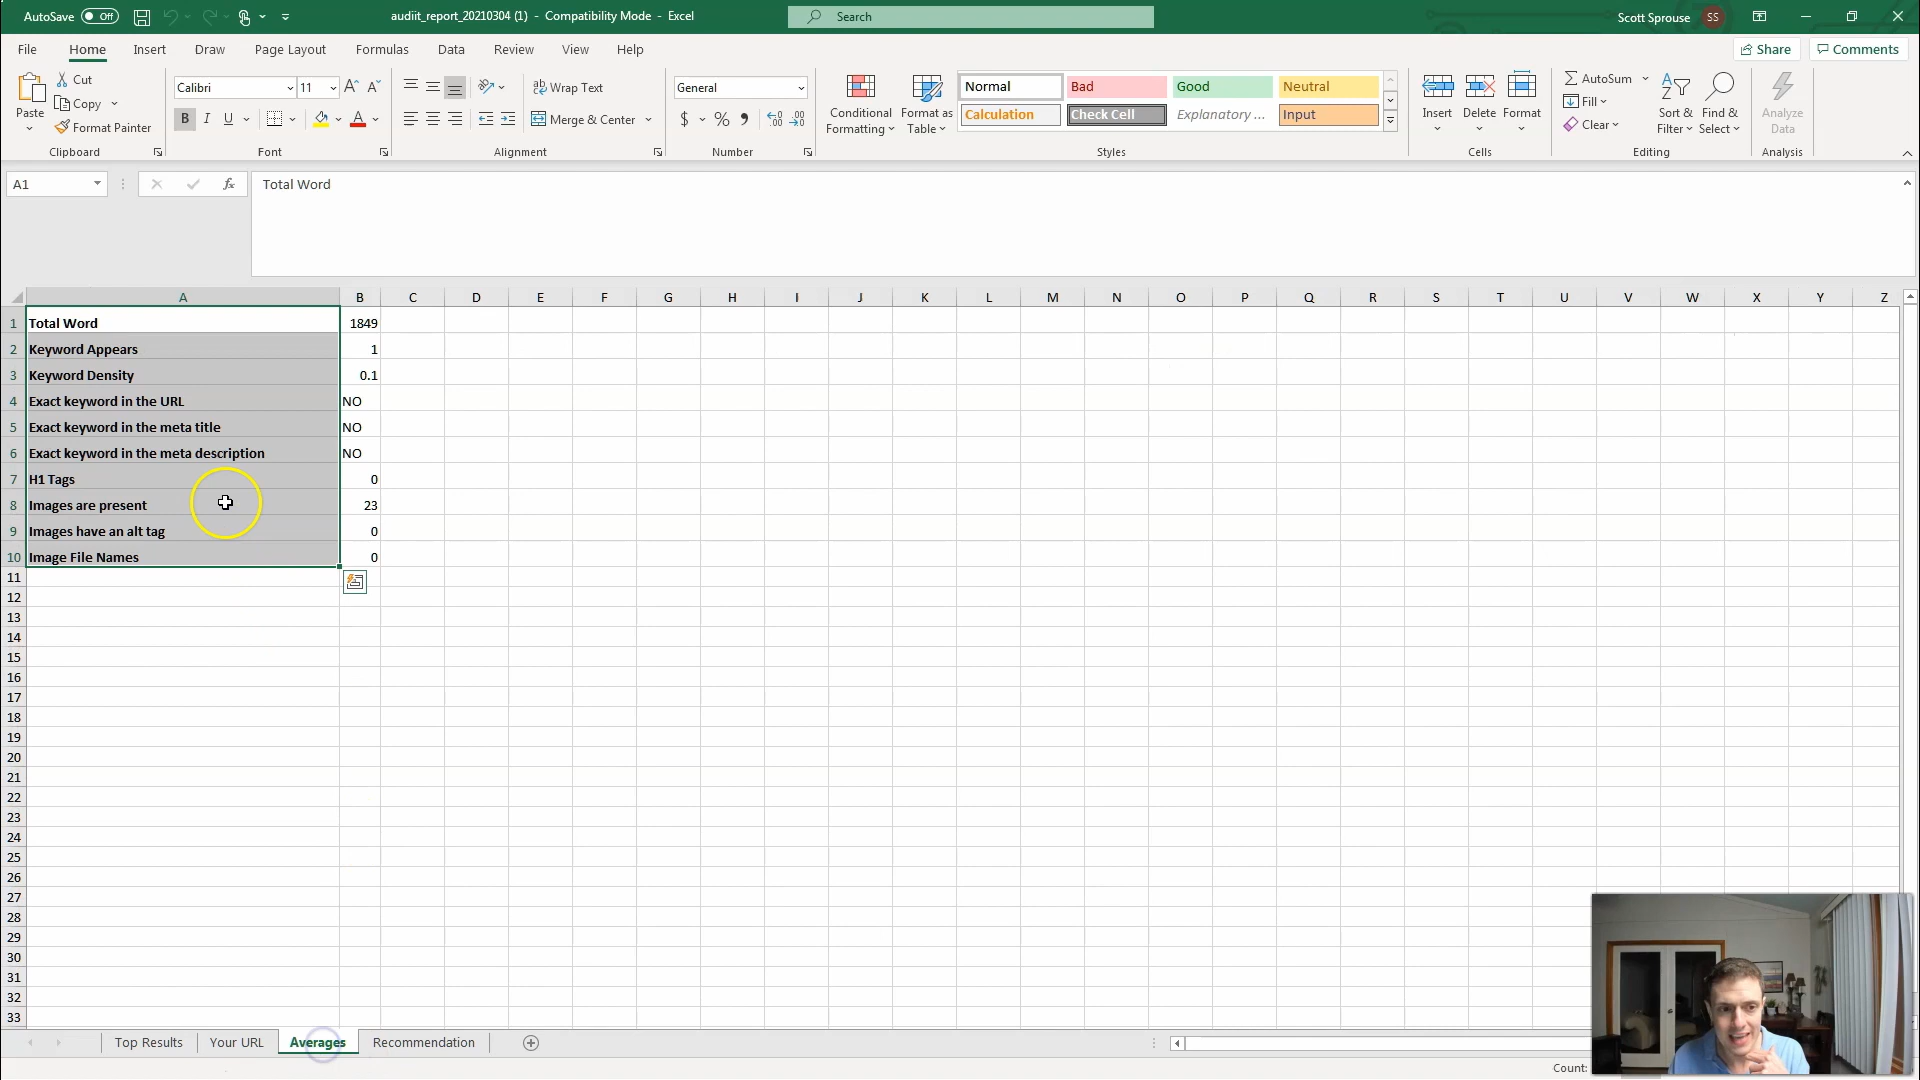 AutoSave Off audiit_report_20210304 (1) - Compatibility Mode - Excel Search Scott Sprouse SS
File Home Insert Draw Page Layout Formulas Data Review View Help Share Comments
Paste Cut Copy Format Painter
Clipboard
Calibri 11 A A
B I U A
Font
Wrap Text
Merge & Center
Alignment
General
$ % ,
Number
Conditional Formatting
Format as Table
Normal Bad Good Neutral
Calculation Check Cell Explanatory ... Input
Styles
Insert Delete Format
Cells
AutoSum
Fill
Clear
Sort & Filter
Find & Select
Editing
Analyze Data
Analysis
A1 fx Total Word
A B C D E F G H I J K L M N O P Q R S T U V W X Y Z
1 Total Word 1849
2 Keyword Appears 1
3 Keyword Density 0.1
4 Exact keyword in the URL NO
5 Exact keyword in the meta title NO
6 Exact keyword in the meta description NO
7 H1 Tags 0
8 Images are present 23
9 Images have an alt tag 0
10 Image File Names 0
11
12
13
14
15
16
17
18
19
20
21
22
23
24
25
26
27
28
29
30
31
32
33
Top Results Your URL Averages Recommendation
Count: